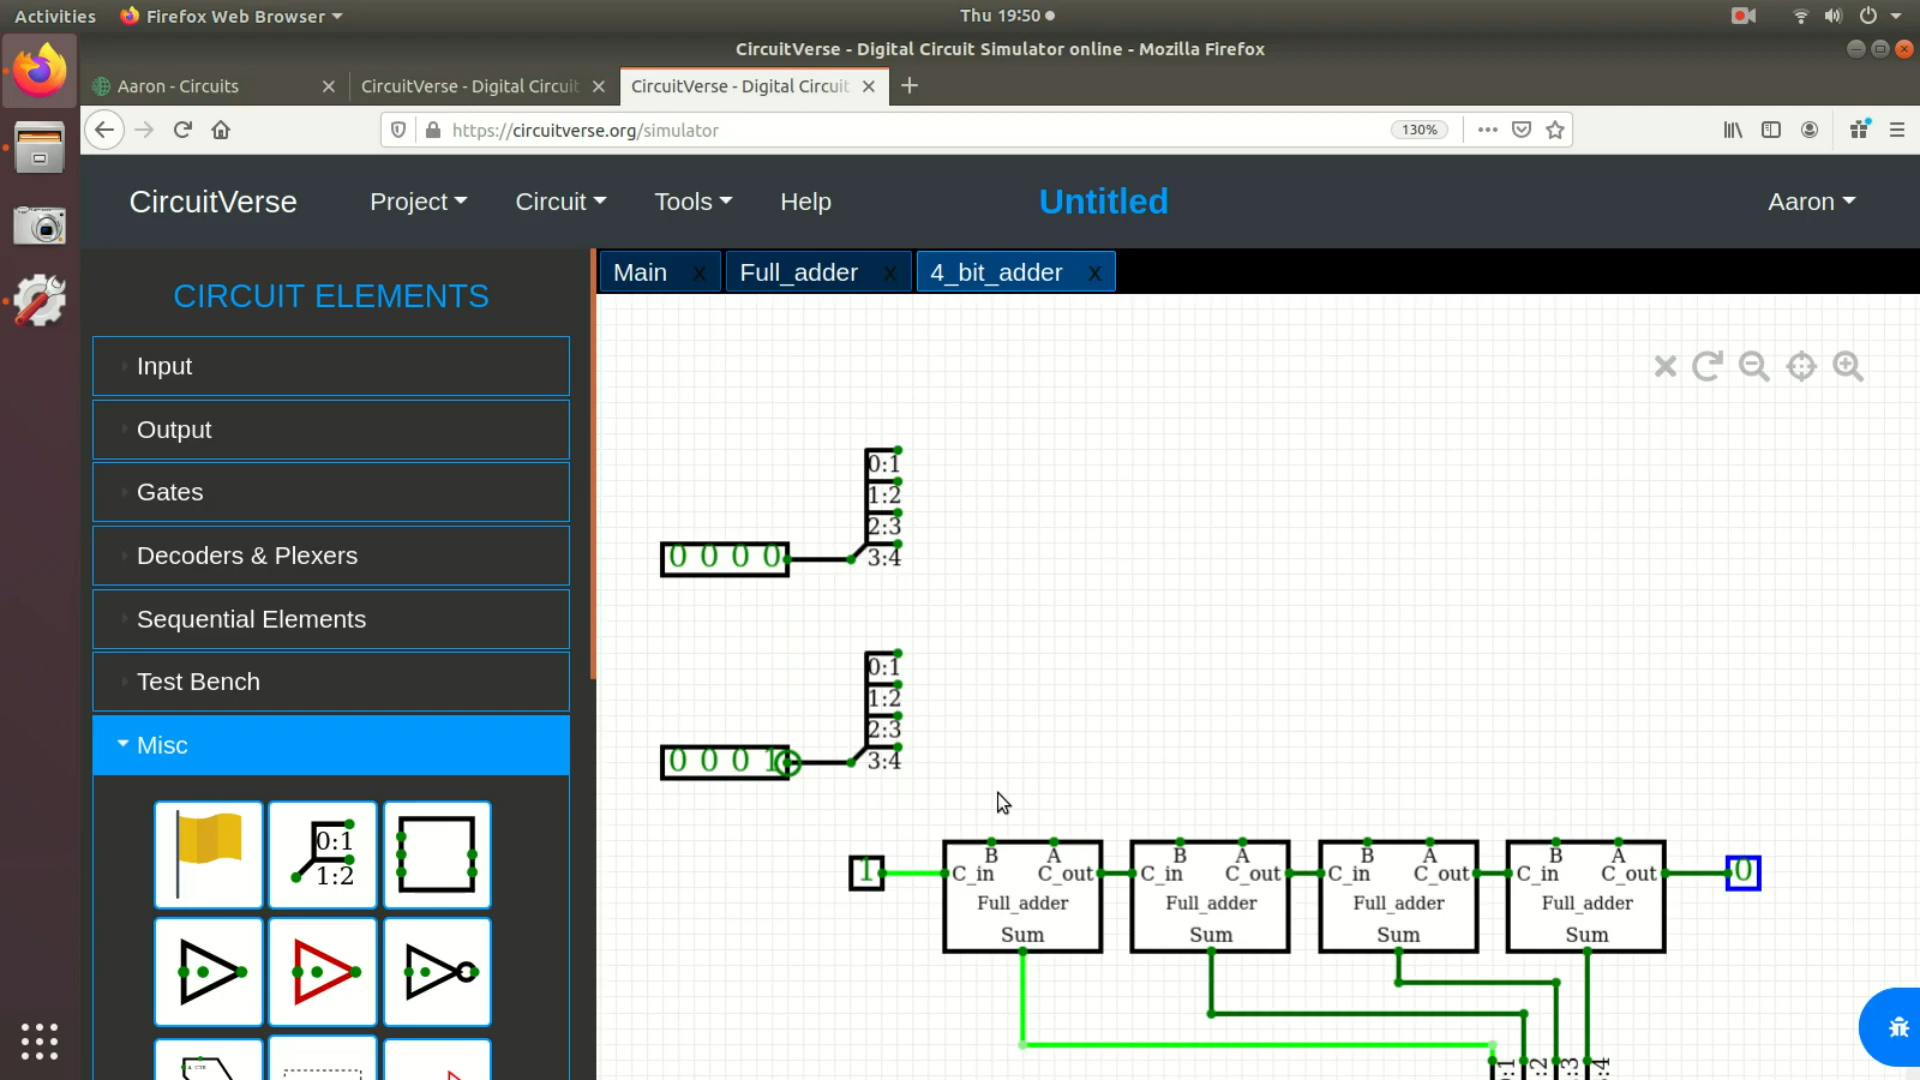 Activities Firefox Web Browser Thu 19:50
CircuitVerse - Digital Circuit Simulator online - Mozilla Firefox
Aaron - Circuits CircuitVerse - Digital Circuit CircuitVerse - Digital Circuit
https://circuitverse.org/simulator 130%
CircuitVerse Project Circuit Tools Help Untitled Aaron
Main x Full_adder x 4_bit_adder x
CIRCUIT ELEMENTS
Input
Output
Gates
Decoders & Plexers
Sequential Elements
Test Bench
Misc
0:1
1:2
0:1
1:2
2:3
3:4
0 0 0 0
0:1
1:2
2:3
3:4
0 0 0 1
1
B A B A B A B A
C_in C_out C_in C_out C_in C_out C_in C_out
0
Full_adder Full_adder Full_adder Full_adder
Sum Sum Sum Sum